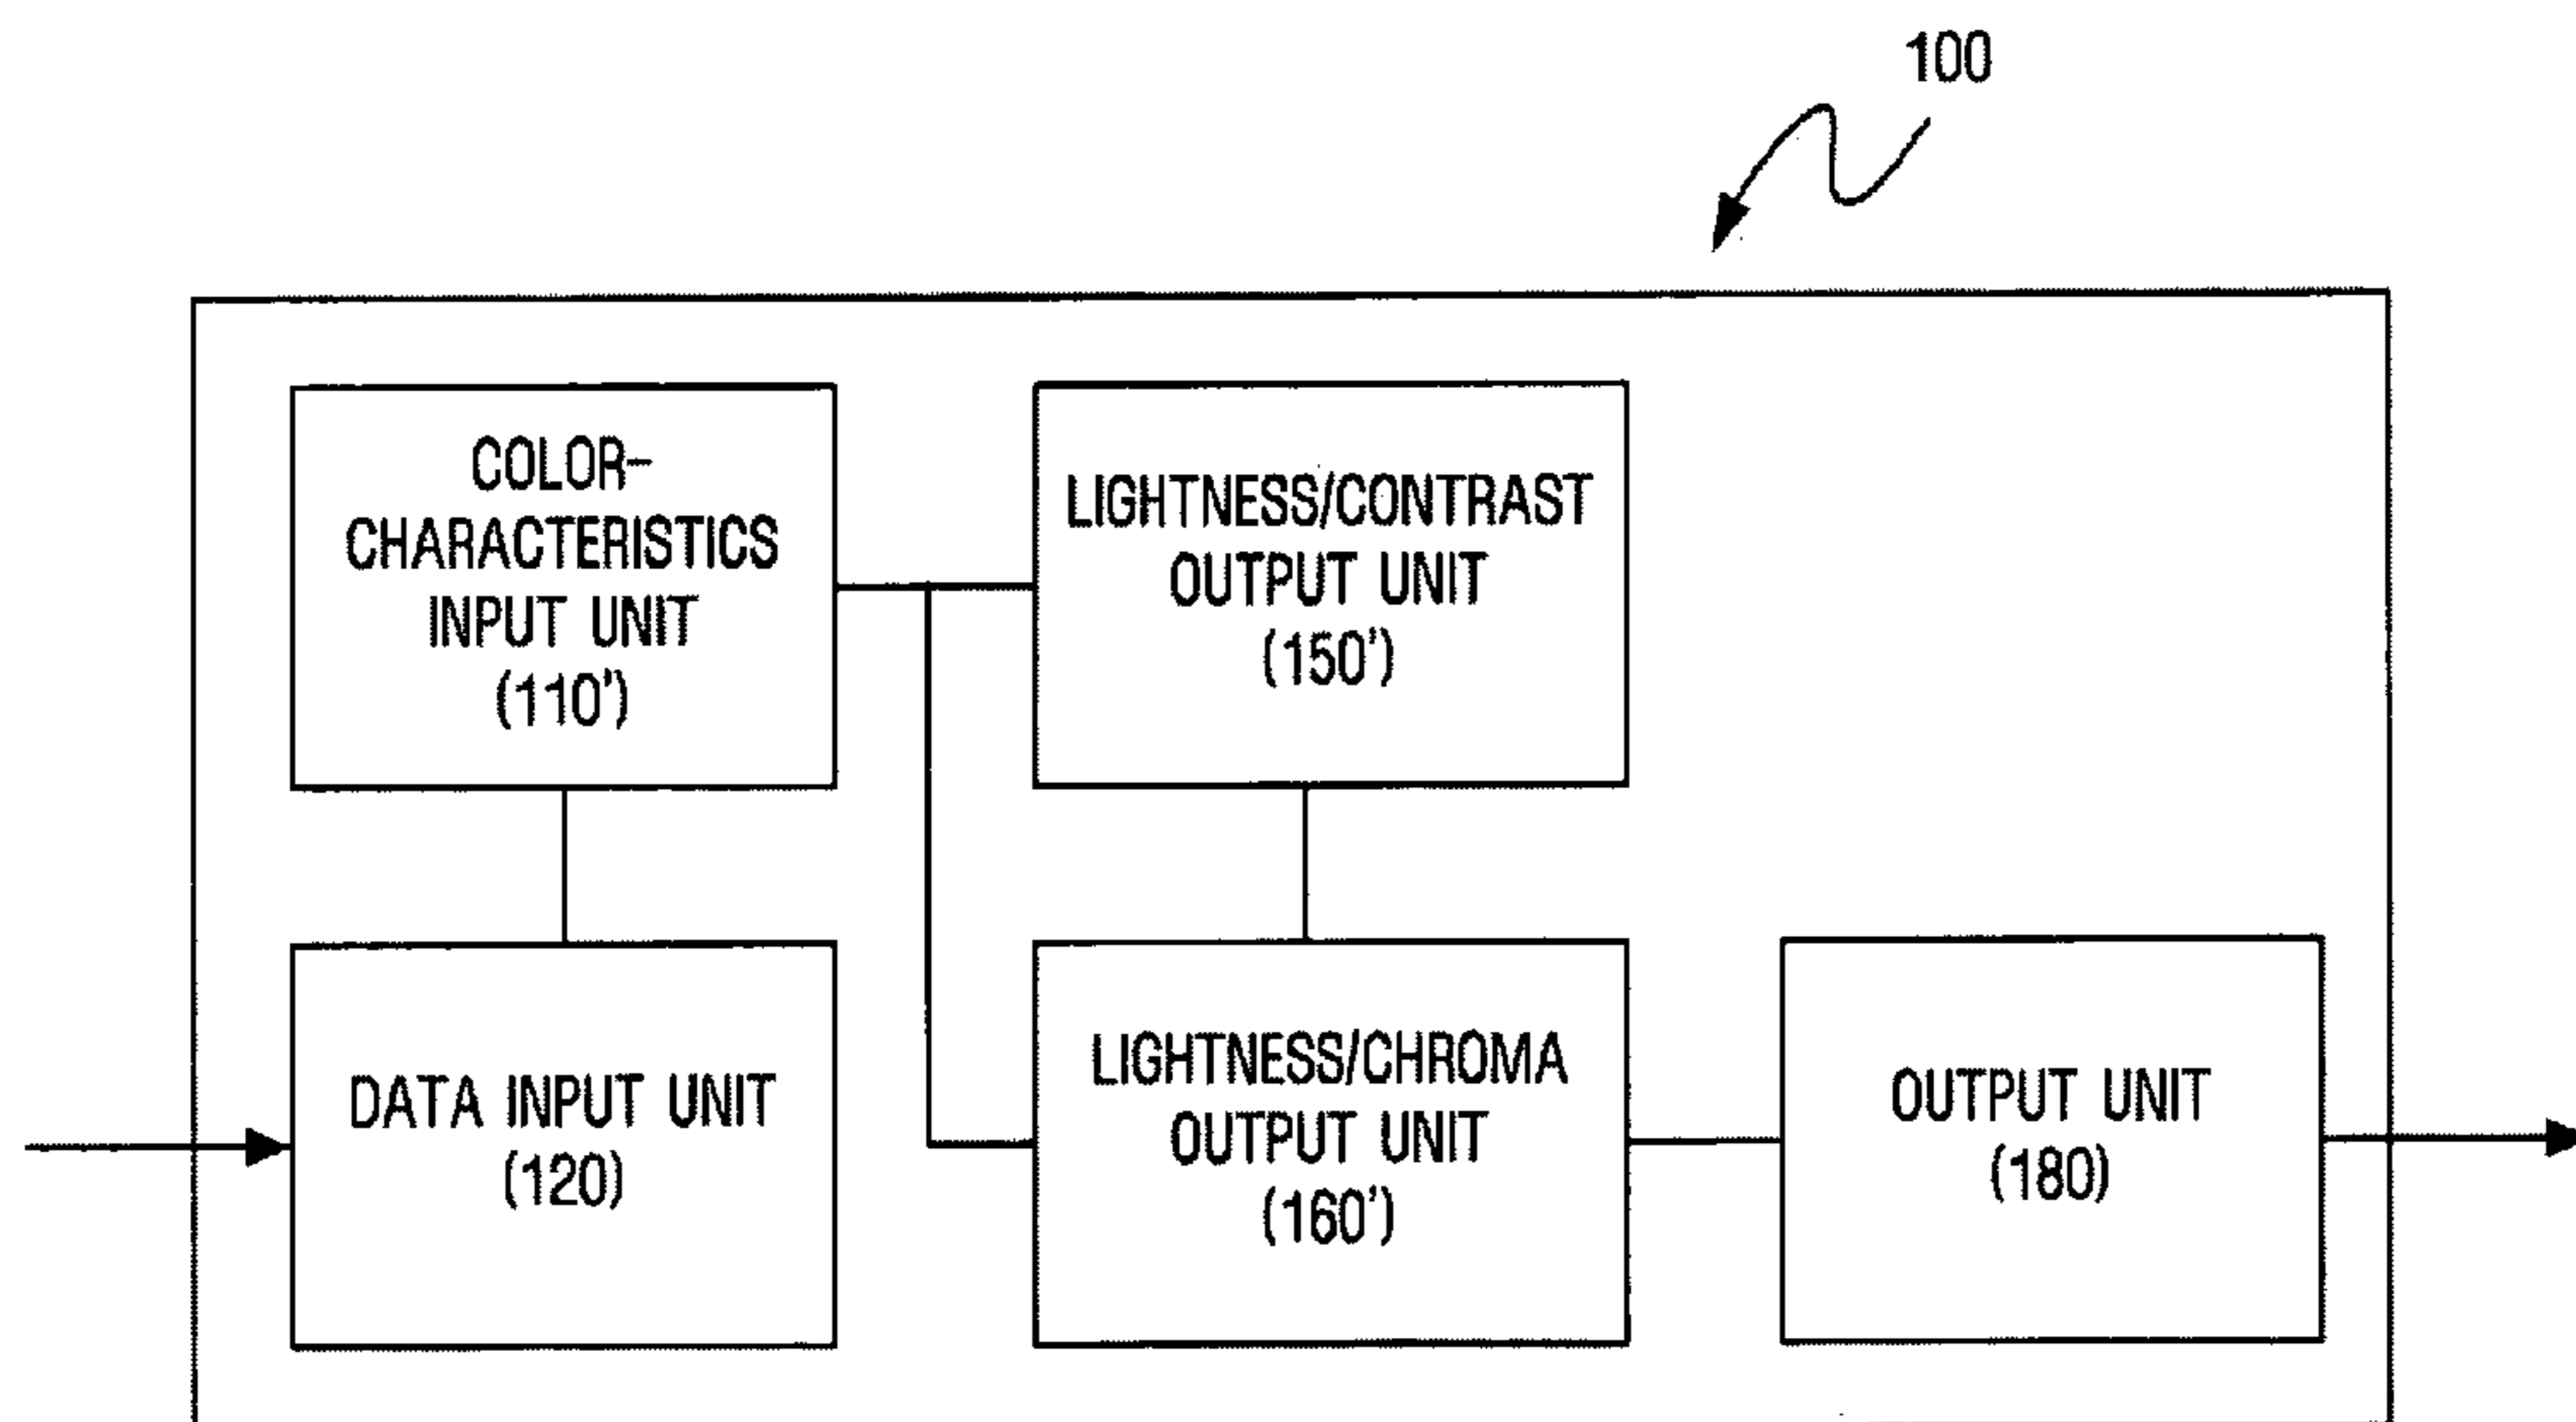 100
COLOR-
CHARACTERISTICS
INPUT UNIT
(110')
LIGHTNESS/CONTRAST
OUTPUT UNIT
(150')
DATA INPUT UNIT
(120)
LIGHTNESS/CHROMA
OUTPUT UNIT
(160')
OUTPUT UNIT
(180)